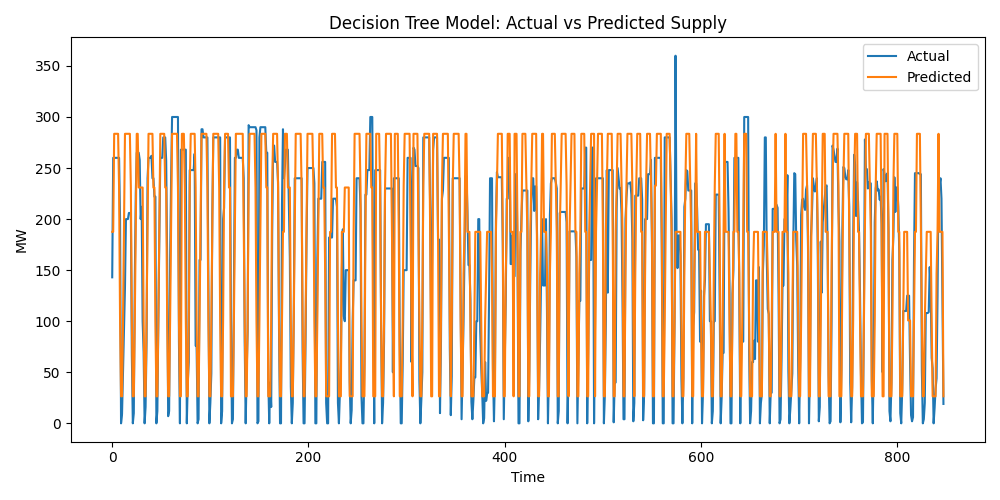 Decision Tree Model: Actual vs Predicted Supply
Actual
Predicted
MW
350
300
250
200
150
100
50
0
0 200 400 600 800
Time